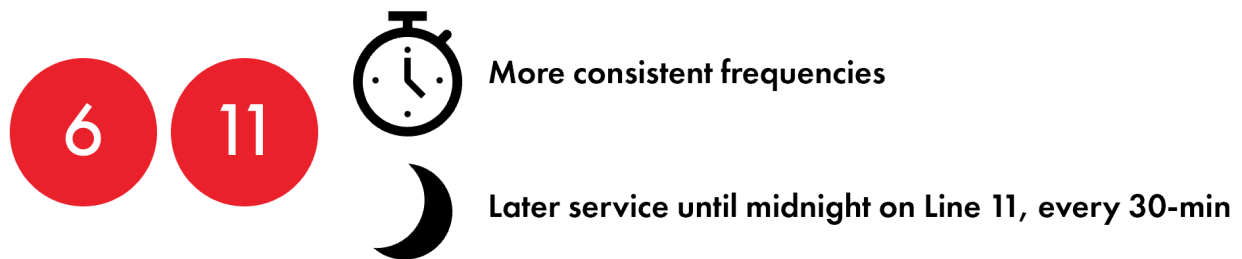 6 11
More consistent frequencies
Later service until midnight on Line 11, every 30-min